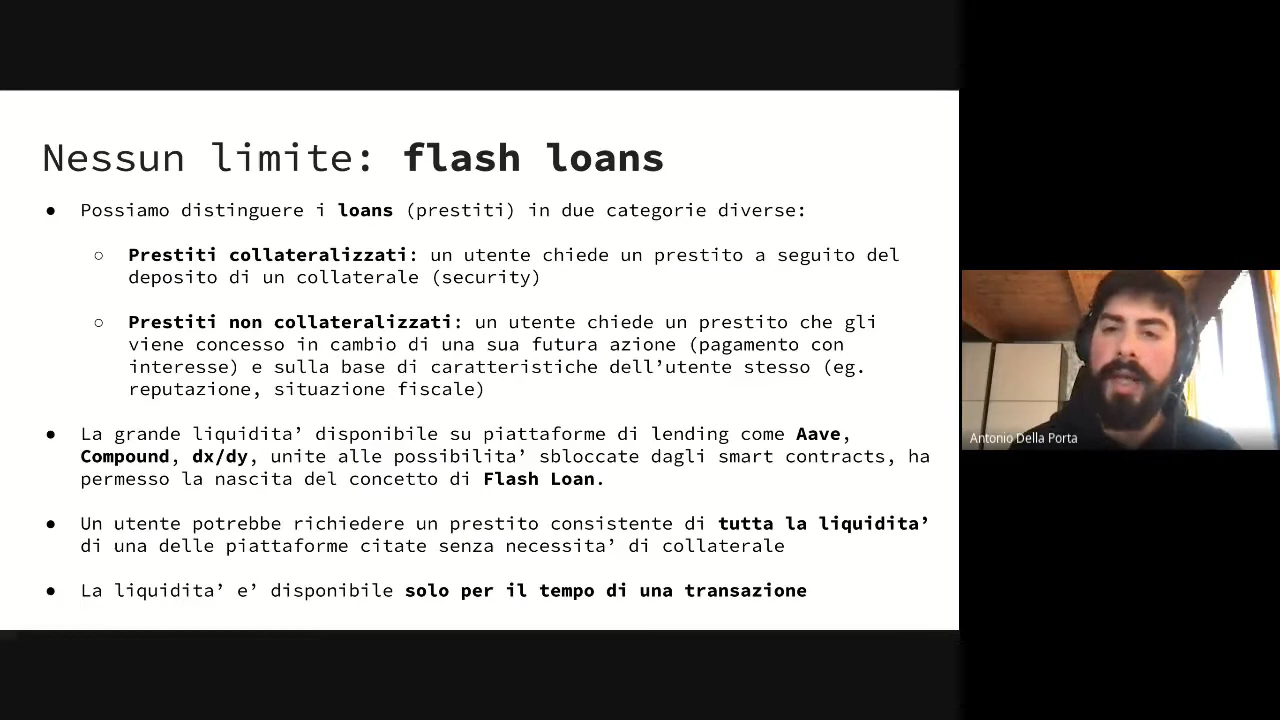 Nessun limite: flash loans
● Possiamo distinguere i loans (prestiti) in due categorie diverse:
○ Prestiti collateralizzati: un utente chiede un prestito a seguito del
deposito di un collaterale (security)
○ Prestiti non collateralizzati: un utente chiede un prestito che gli
viene concesso in cambio di una sua futura azione (pagamento con
interesse) e sulla base di caratteristiche dell’utente stesso (eg.
reputazione, situazione fiscale)
● La grande liquidita’ disponibile su piattaforme di lending come Aave,
Compound, dx/dy, unite alle possibilita’ sbloccate dagli smart contracts, ha
permesso la nascita del concetto di Flash Loan.
● Un utente potrebbe richiedere un prestito consistente di tutta la liquidita’
di una delle piattaforme citate senza necessita’ di collaterale
● La liquidita’ e’ disponibile solo per il tempo di una transazione
Antonio Della Porta